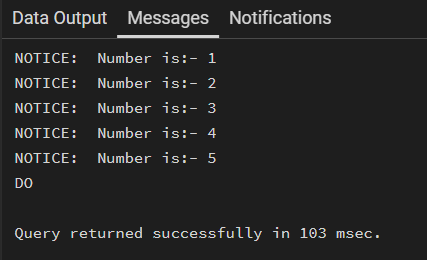 Data Output Messages Notifications
NOTICE:  Number is:- 1
NOTICE:  Number is:- 2
NOTICE:  Number is:- 3
NOTICE:  Number is:- 4
NOTICE:  Number is:- 5
DO
Query returned successfully in 103 msec.